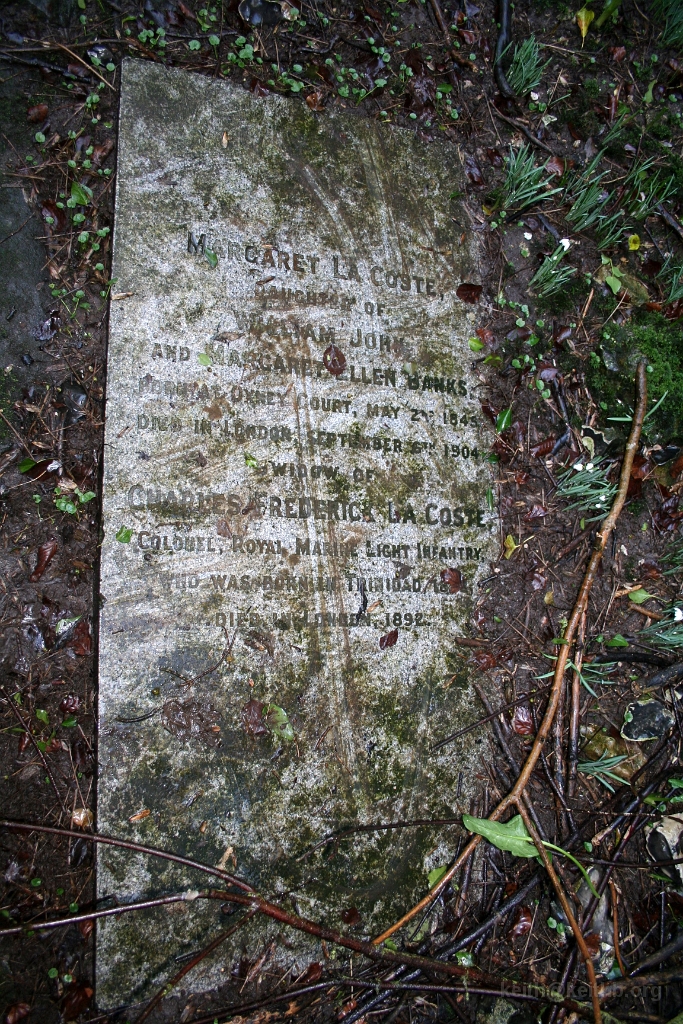 MARGARET LA COSTE,
DAUGHTER OF
WILLIAM JOHN
AND MARGARET ELLEN BANKS.
BORN AT OXNEY COURT, MAY 2ND 1845
DIED IN LONDON, SEPTEMBER 6TH 1904
WIDOW OF
CHARLES FREDERICK LA COSTE,
COLONEL, ROYAL MARINE LIGHT INFANTRY,
WHO WAS BORN IN TRINIDAD
DIED IN LONDON, 1892.